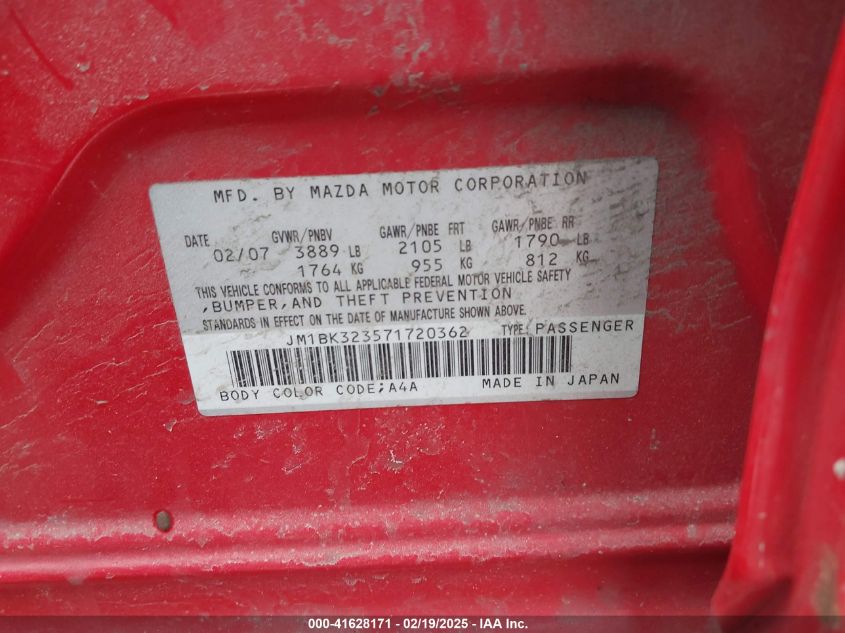 MFD. BY MAZDA MOTOR CORPORATION
DATE GVWR/PNBV GAWR/PNBE FRT GAWR/PNBE RR
02/07 3889 LB 2105 LB 1790 LB
1764 KG 955 KG 812 KG
THIS VEHICLE CONFORMS TO ALL APPLICABLE FEDERAL MOTOR VEHICLE SAFETY
,BUMPER,AND THEFT PREVENTION
STANDARDS IN EFFECT ON THE DATE OF MANUFACTURE SHOWN ABOVE.
JM1BK323571720362 TYPE: PASSENGER
BODY COLOR CODE;A4A MADE IN JAPAN
000-41628171 - 02/19/2025 - IAA Inc.